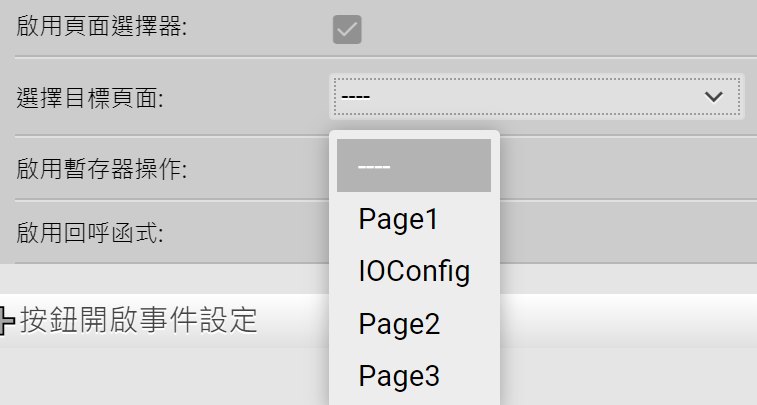 啟用頁面選擇器:
選擇目標頁面:
----
----
啟用暫存器操作:
Page1
啟用回呼函式:
IOConfig
按鈕開啟事件設定
Page2
Page3